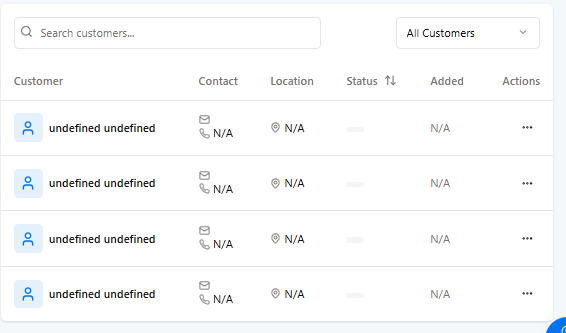 Search customers...
All Customers
Customer Contact Location Status Added Actions
undefined undefined N/A N/A N/A
undefined undefined N/A N/A N/A
undefined undefined N/A N/A N/A
undefined undefined N/A N/A N/A